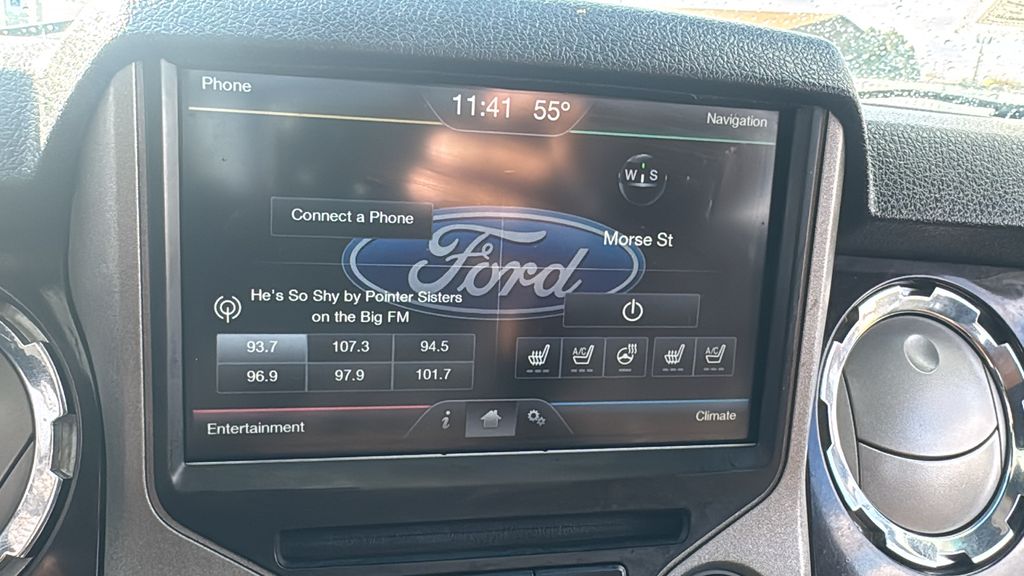 Phone
11:41 55°
Navigation
W S
Connect a Phone
Ford
Morse St
He's So Shy by Pointer Sisters
on the Big FM
93.7 107.3 94.5
96.9 97.9 101.7
A/C A/C
Entertainment
i
Climate